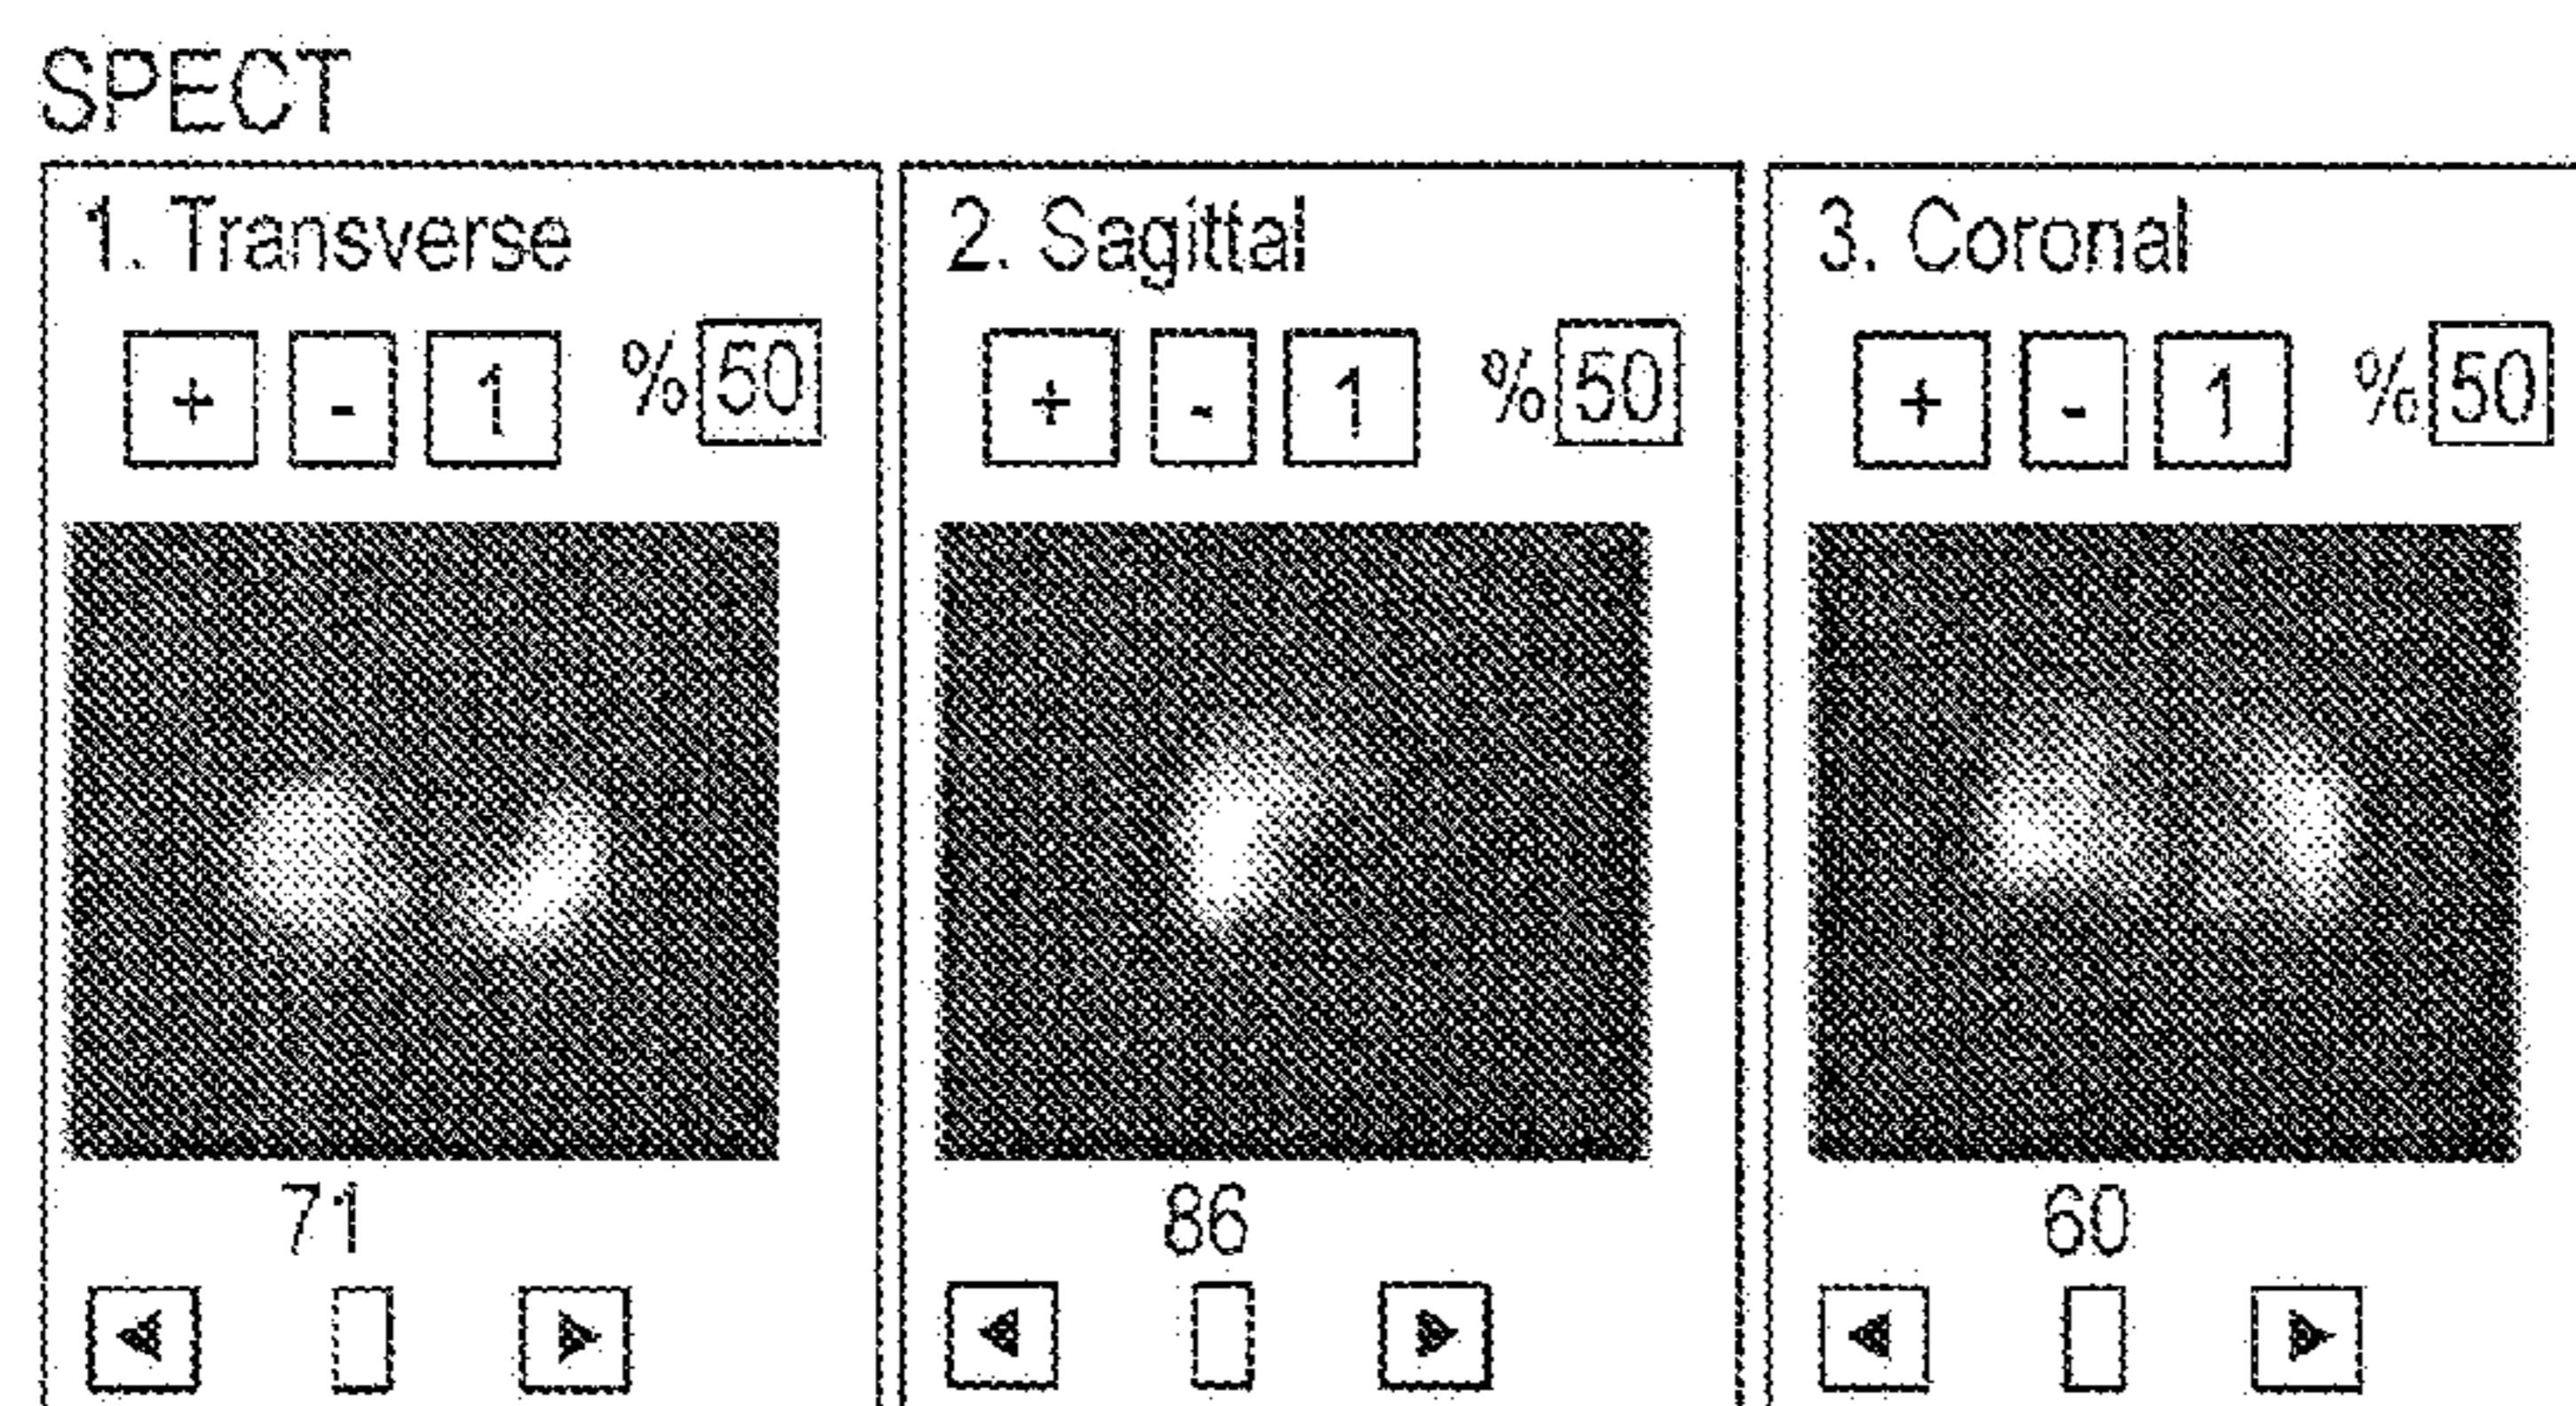 SPECT
1. Transverse
+ - 1 % 50
71
2. Sagittal
+ - 1 % 50
86
3. Coronal
+ - 1 % 50
60